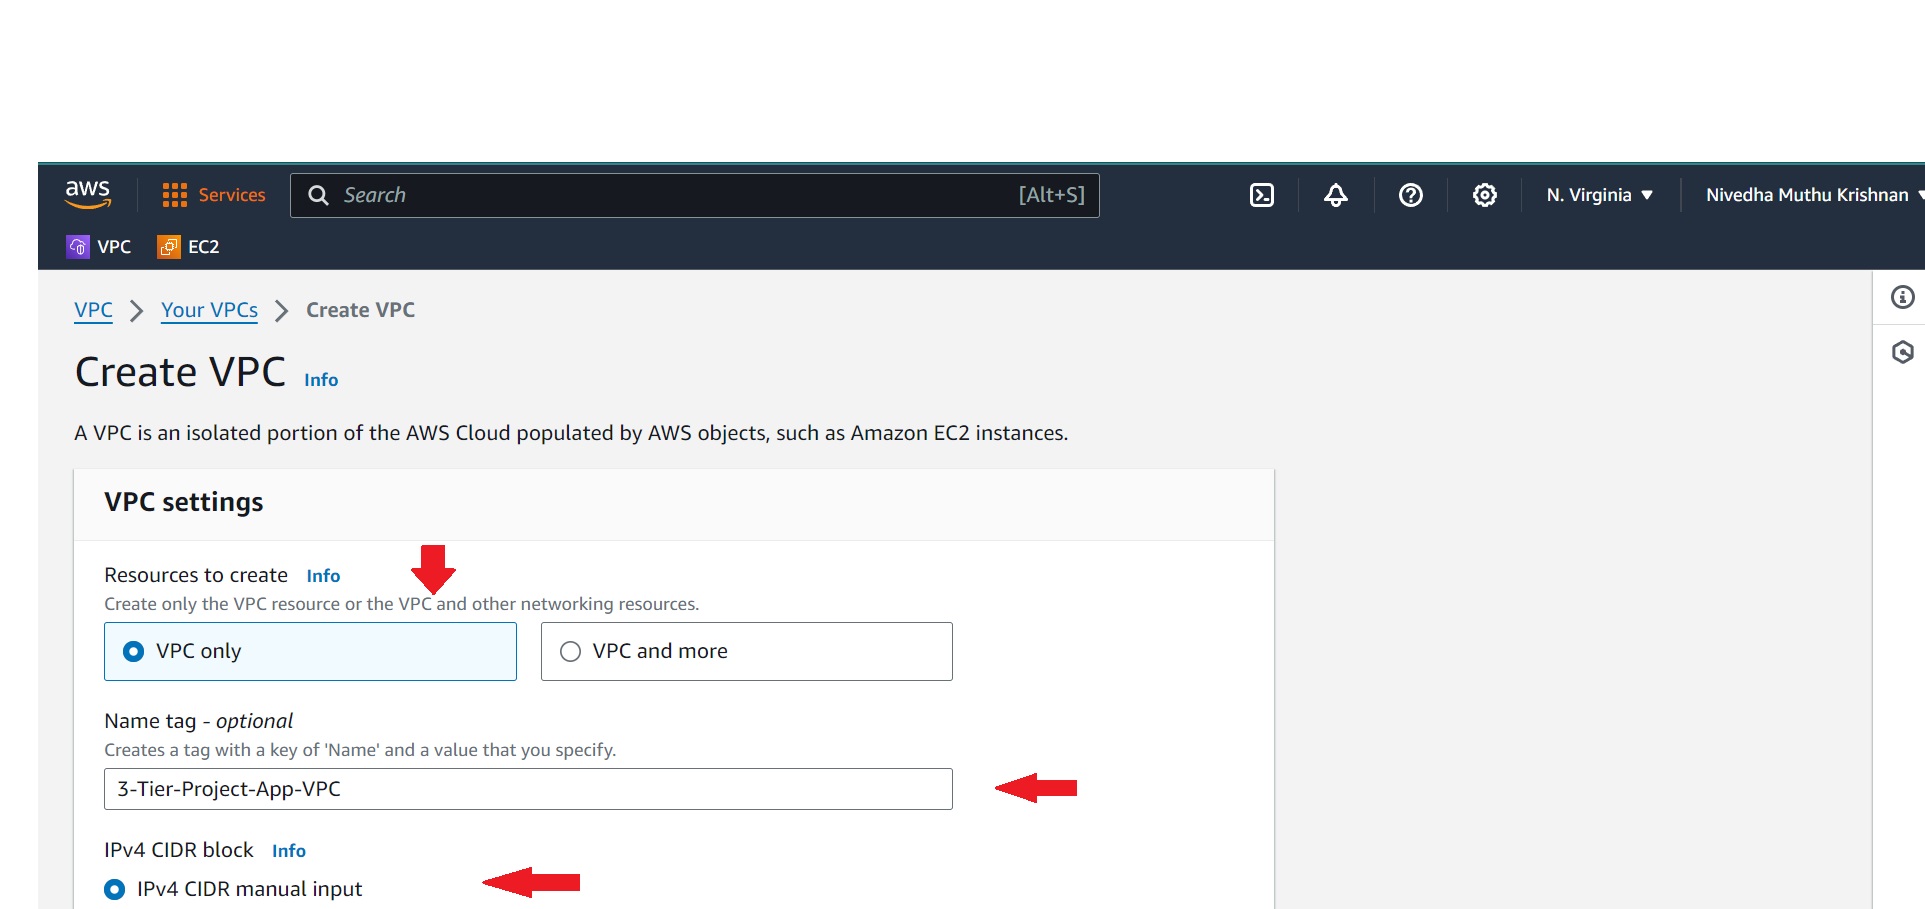 aws Services Search [Alt+S] N. Virginia Nivedha Muthu Krishnan
VPC EC2
VPC Your VPCs Create VPC
Create VPC Info
A VPC is an isolated portion of the AWS Cloud populated by AWS objects, such as Amazon EC2 instances.
VPC settings
Resources to create Info
Create only the VPC resource or the VPC and other networking resources.
VPC only VPC and more
Name tag - optional
Creates a tag with a key of 'Name' and a value that you specify.
3-Tier-Project-App-VPC
IPv4 CIDR block Info
IPv4 CIDR manual input